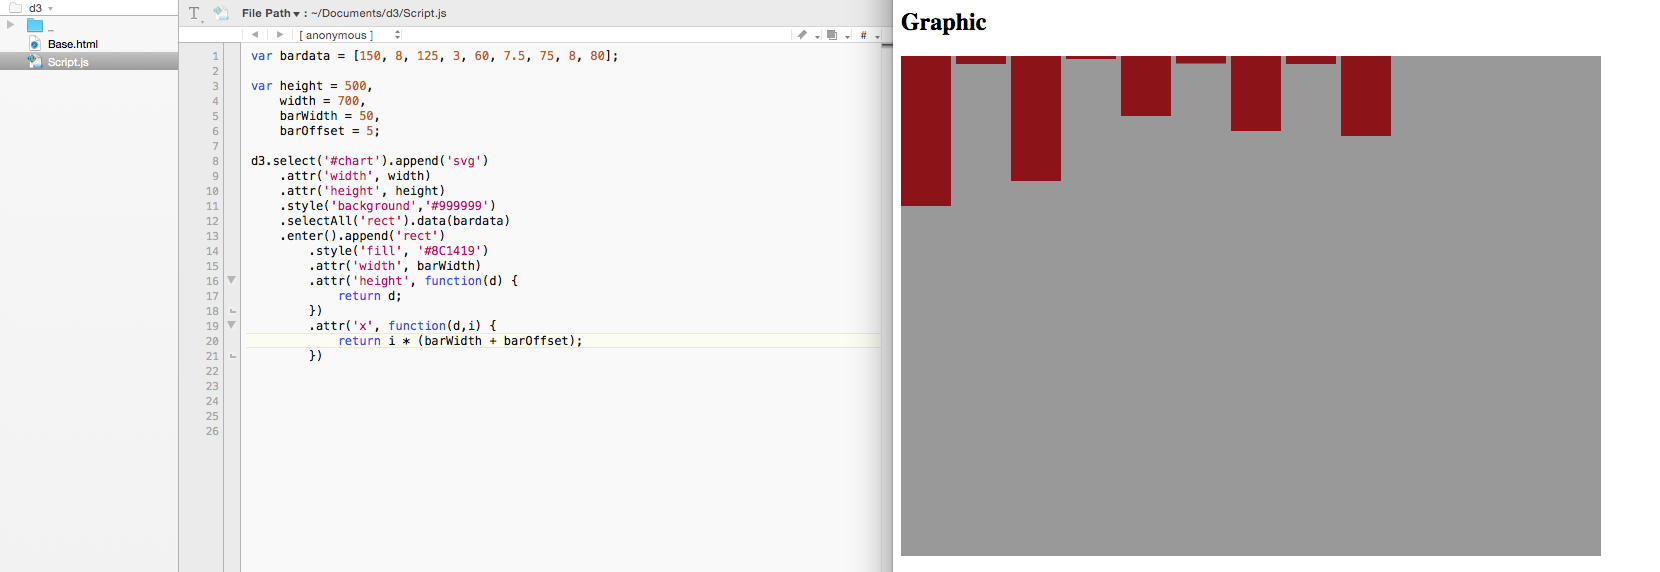 d3
_
Base.html
Script.js
T
File Path ▾ : ~/Documents/d3/Script.js
[ anonymous ]
#
1 var bardata = [150, 8, 125, 3, 60, 7.5, 75, 8, 80];
2
3 var height = 500,
4     width = 700,
5     barWidth = 50,
6     barOffset = 5;
7
8 d3.select('#chart').append('svg')
9     .attr('width', width)
10     .attr('height', height)
11     .style('background','#999999')
12     .selectAll('rect').data(bardata)
13     .enter().append('rect')
14         .style('fill', '#8C1419')
15         .attr('width', barWidth)
16         .attr('height', function(d) {
17             return d;
18         })
19         .attr('x', function(d,i) {
20             return i * (barWidth + barOffset);
21         })
22
23
24
25
26
Graphic